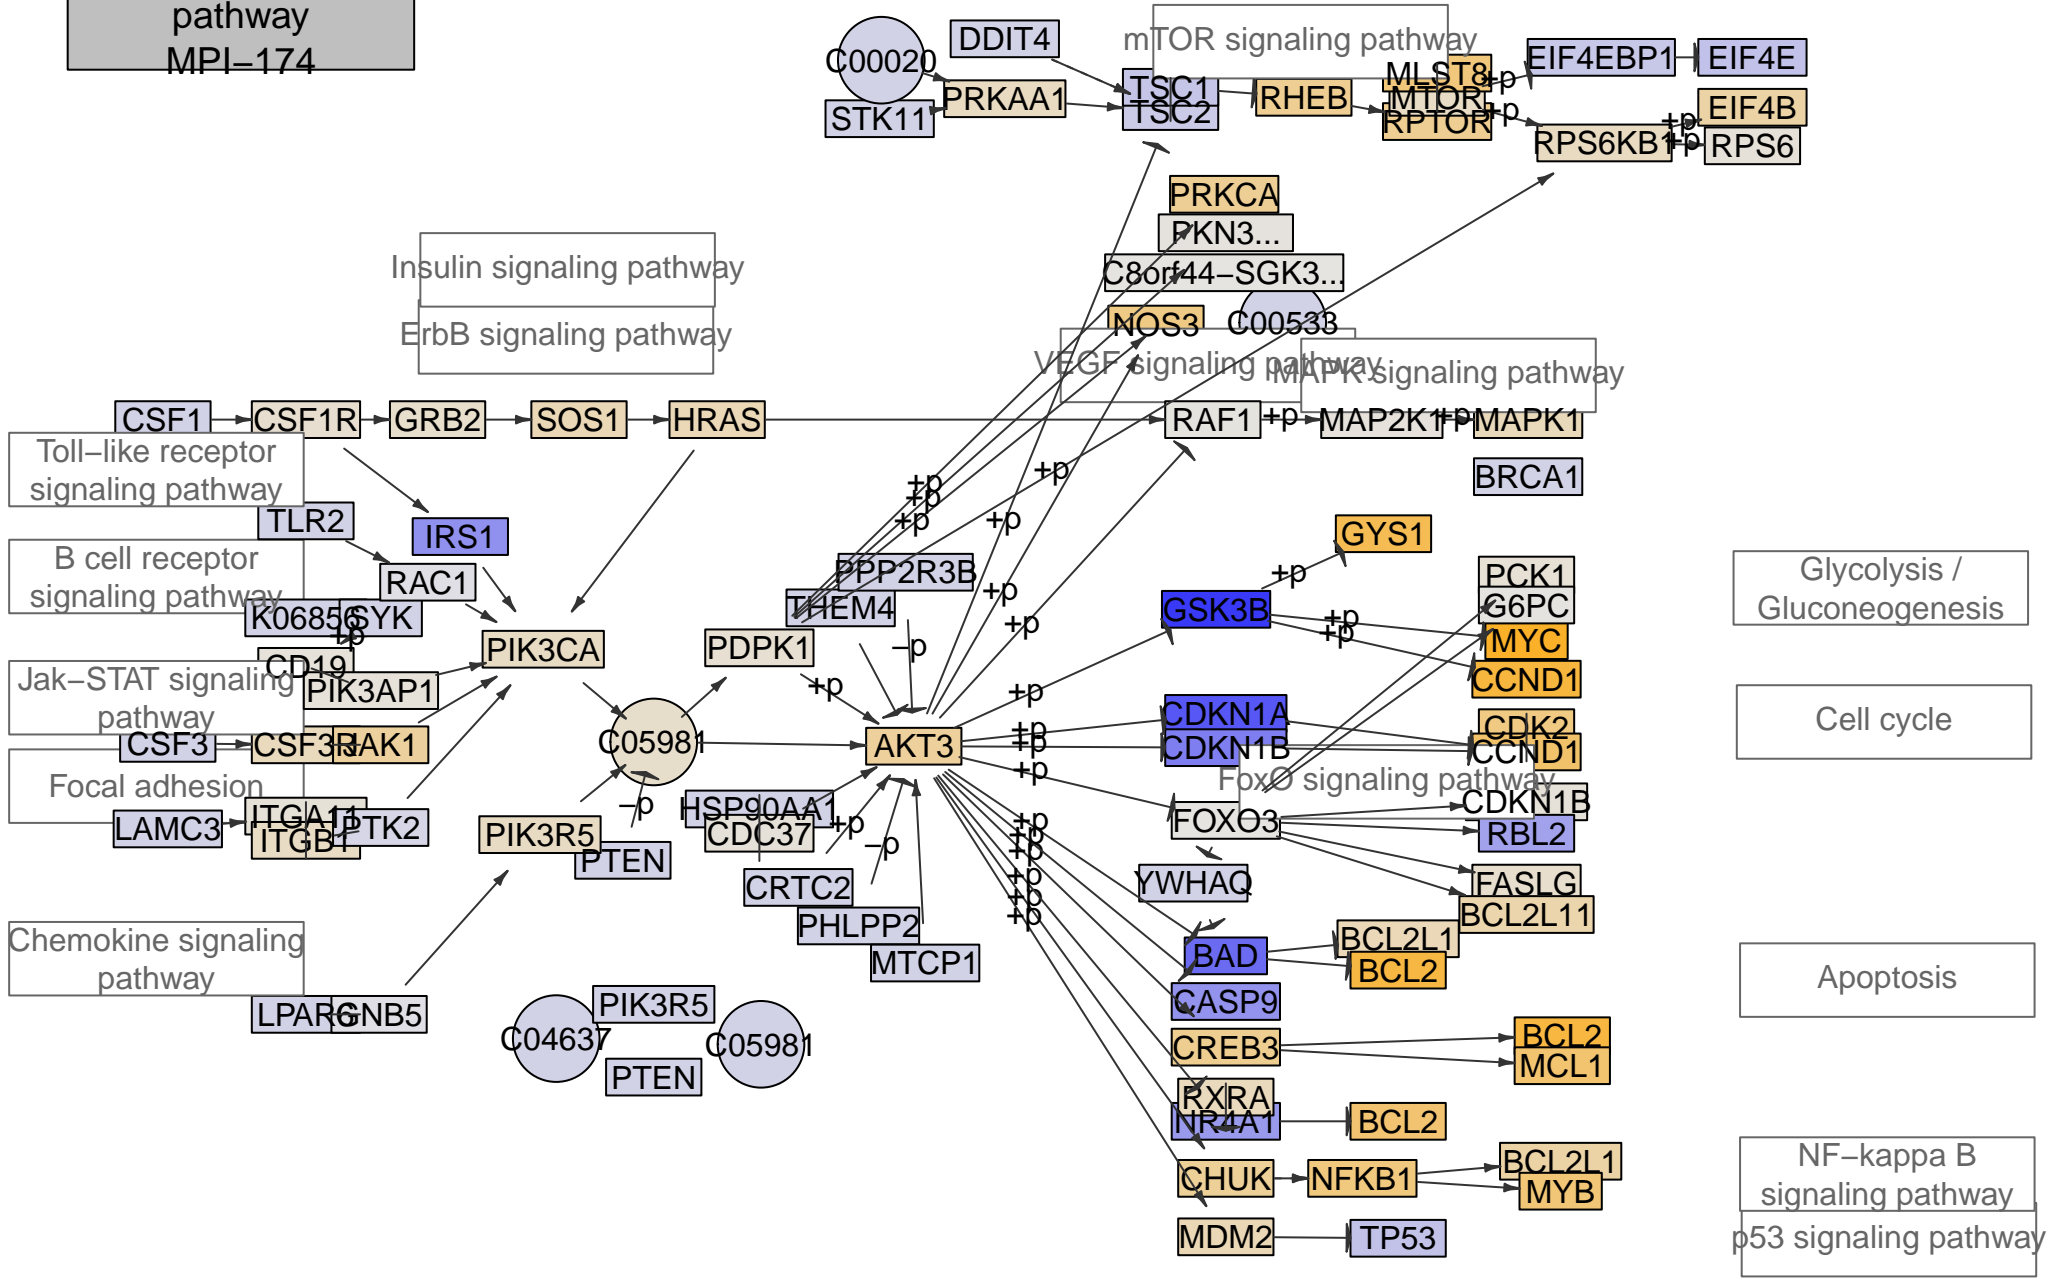 pathway
MPI–174
C00020
DDIT4
mTOR signaling pathway
STK11
PRKAA1
TSC1
TSC2
RHEB
MLST8
MTOR
RPTOR
+p
+p
EIF4EBP1
EIF4E
RPS6KB1
+p
+p
EIF4B
RPS6
PRKCA
PKN3...
C8orf44–SGK3...
NOS3
C00533
Insulin signaling pathway
ErbB signaling pathway
VEGF signaling pathway
MAPK signaling pathway
CSF1
CSF1R
GRB2
SOS1
HRAS
RAF1
+p
MAP2K1
+p
MAPK1
BRCA1
Toll–like receptor
signaling pathway
TLR2
IRS1
RAC1
B cell receptor
signaling pathway
K06856
SYK
+p
CD19
PIK3AP1
PIK3CA
Jak–STAT signaling
pathway
CSF3
CSF3R
JAK1
Focal adhesion
LAMC3
ITGA11
ITGB1
PTK2
Chemokine signaling
pathway
LPAR6
GNB5
+p
+p
+p
+p
+p
+p
+p
PPP2R3B
THEM4
PDPK1
+p
–p
C05981
AKT3
PIK3R5
–p
PTEN
HSP90AA1
CDC37
+p
–p
CRTC2
PHLPP2
MTCP1
C04637
PIK3R5
PTEN
C05981
+p
+p
+p
+p
+p
+p
+p
+p
+p
+p
GYS1
+p
GSK3B
+p
+p
PCK1
G6PC
MYC
CCND1
CDKN1A
CDKN1B
CDK2
CCND1
FoxO signaling pathway
FOXO3
CDKN1B
RBL2
YWHAQ
FASLG
BCL2L11
BAD
BCL2L1
BCL2
CASP9
CREB3
BCL2
MCL1
RXRA
NR4A1
BCL2
CHUK
NFKB1
BCL2L1
MYB
MDM2
TP53
Glycolysis /
Gluconeogenesis
Cell cycle
Apoptosis
NF–kappa B
signaling pathway
p53 signaling pathway